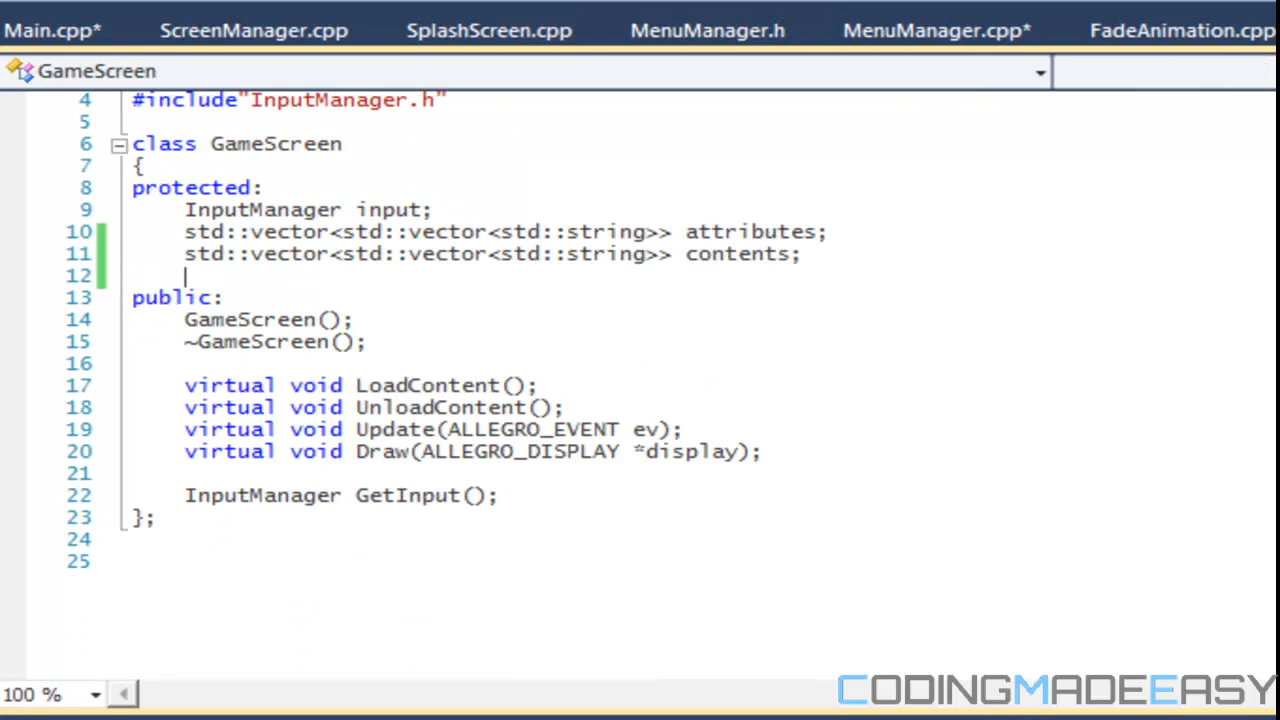 Main.cpp* ScreenManager.cpp SplashScreen.cpp MenuManager.h MenuManager.cpp* FadeAnimation.cpp
GameScreen
4 #include"InputManager.h"
5
6 class GameScreen
7 {
8 protected:
9 InputManager input;
10 std::vector<std::vector<std::string>> attributes;
11 std::vector<std::vector<std::string>> contents;
12
13 public:
14 GameScreen();
15 ~GameScreen();
16
17 virtual void LoadContent();
18 virtual void UnloadContent();
19 virtual void Update(ALLEGRO_EVENT ev);
20 virtual void Draw(ALLEGRO_DISPLAY *display);
21
22 InputManager GetInput();
23 };
24
25
100 %
CODINGMADEEASY